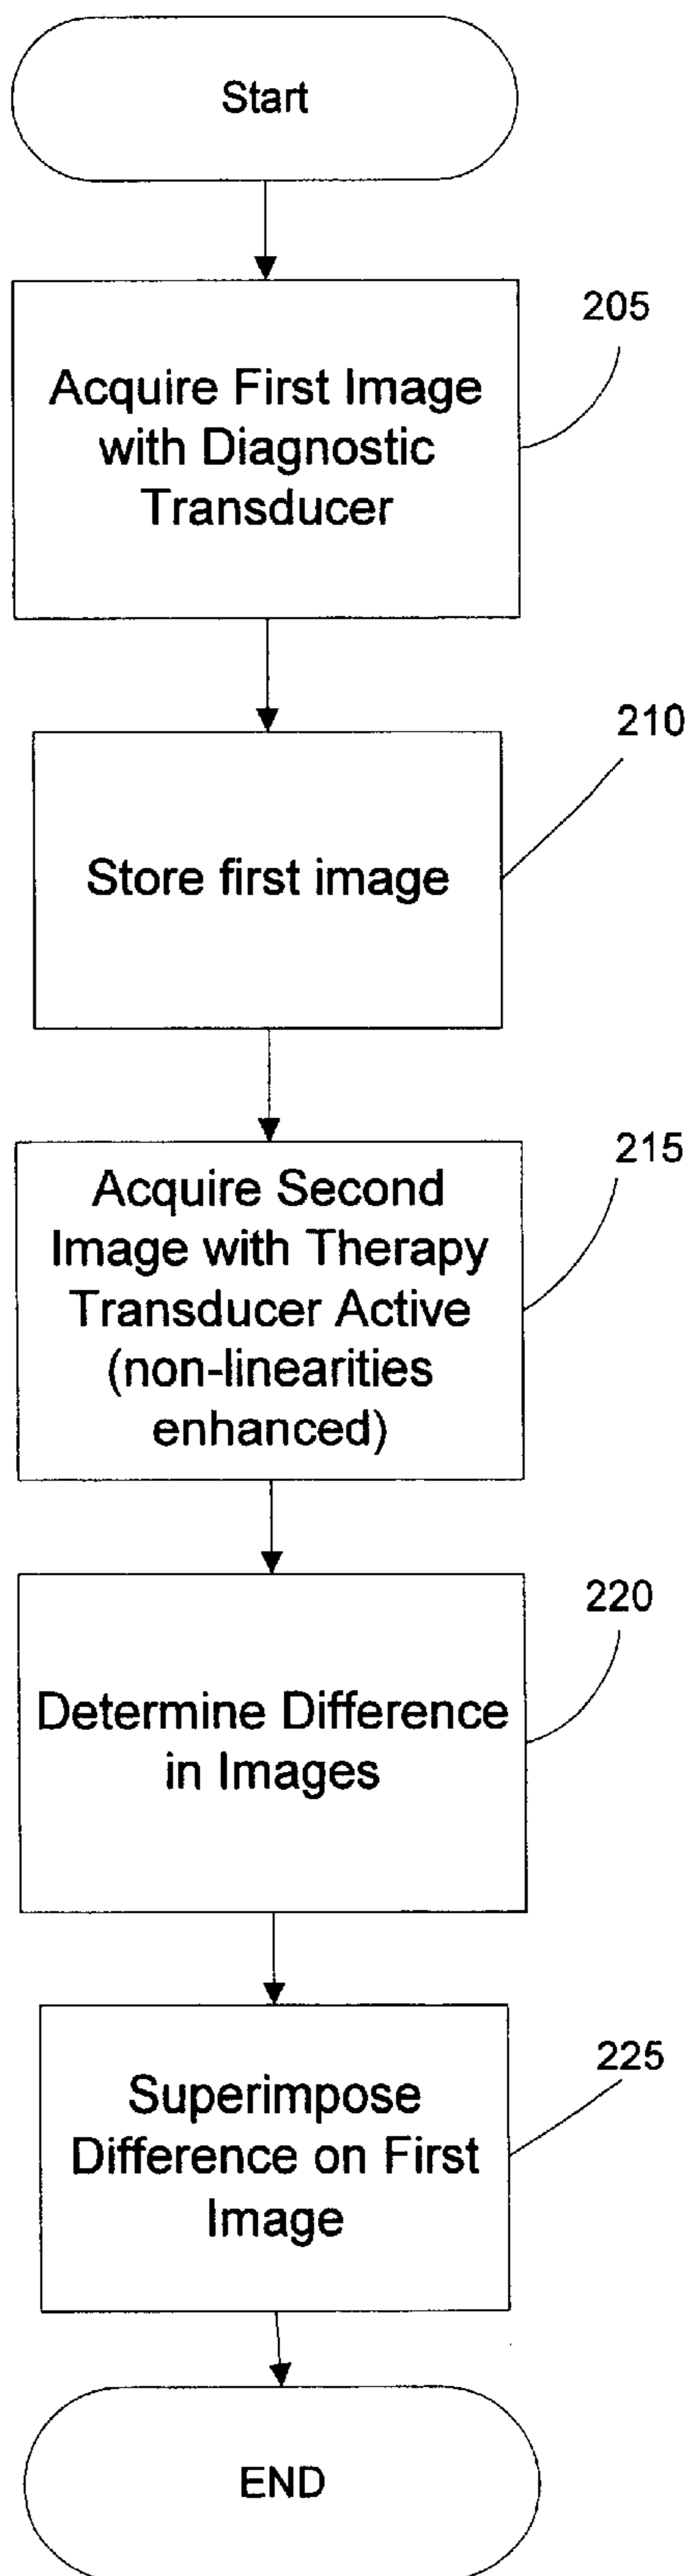 Start
205
Acquire First Image
with Diagnostic
Transducer
210
Store first image
215
Acquire Second
Image with Therapy
Transducer Active
(non-linearities
enhanced)
220
Determine Difference
in Images
225
Superimpose
Difference on First
Image
END